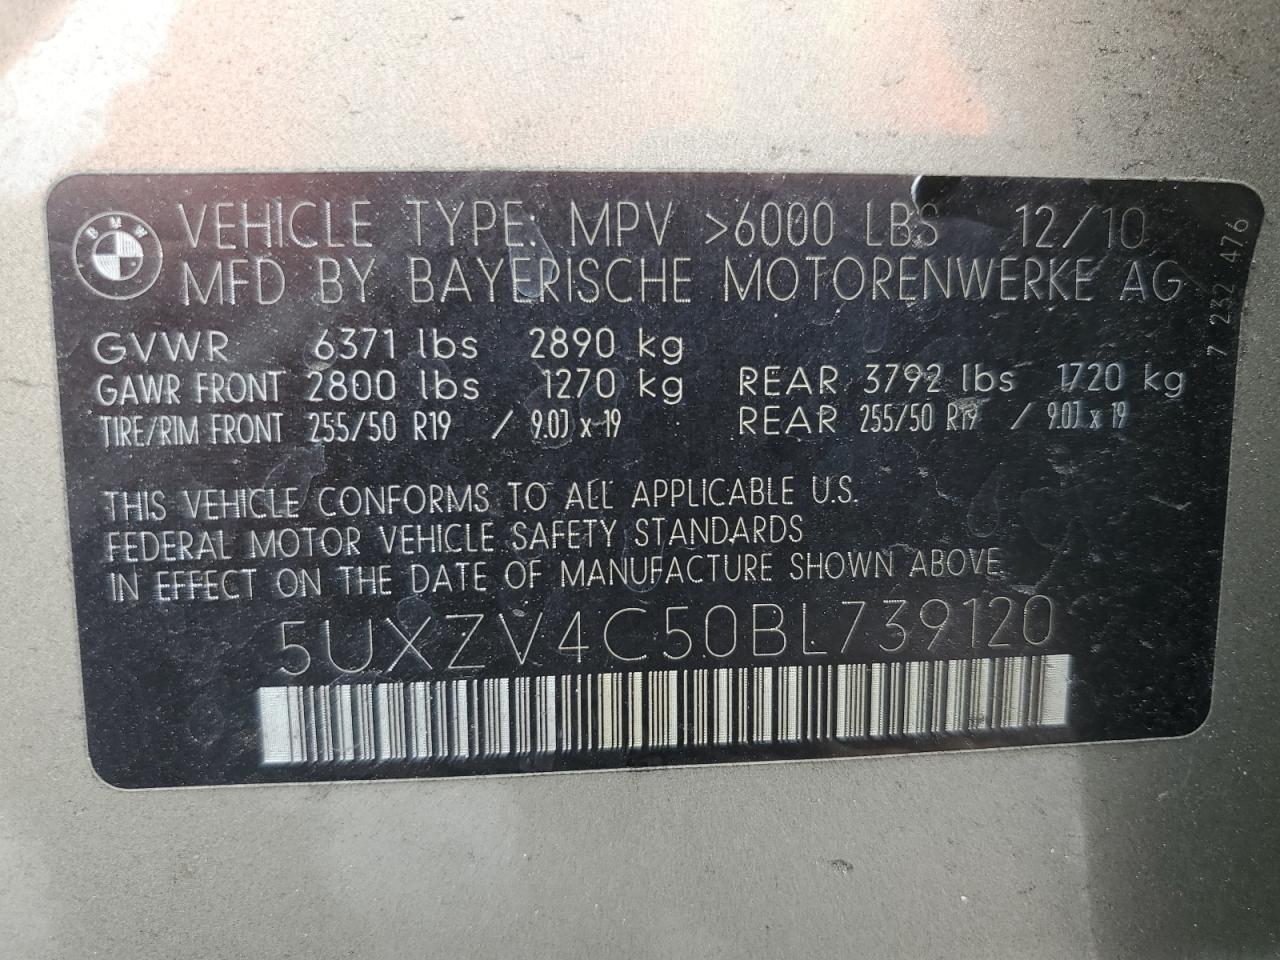 BMW
VEHICLE TYPE: MPV >6000 LBS 12/10
MFD BY BAYERISCHE MOTORENWERKE AG
GVWR 6371 lbs 2890 kg
GAWR FRONT 2800 lbs 1270 kg REAR 3792 lbs 1720 kg
TIRE/RIM FRONT 255/50 R19 / 9.0J x 19 REAR 255/50 R19 / 9.0J x 19
THIS VEHICLE CONFORMS TO ALL APPLICABLE U.S.
FEDERAL MOTOR VEHICLE SAFETY STANDARDS
IN EFFECT ON THE DATE OF MANUFACTURE SHOWN ABOVE.
5UXZV4C50BL739120
7 232 476